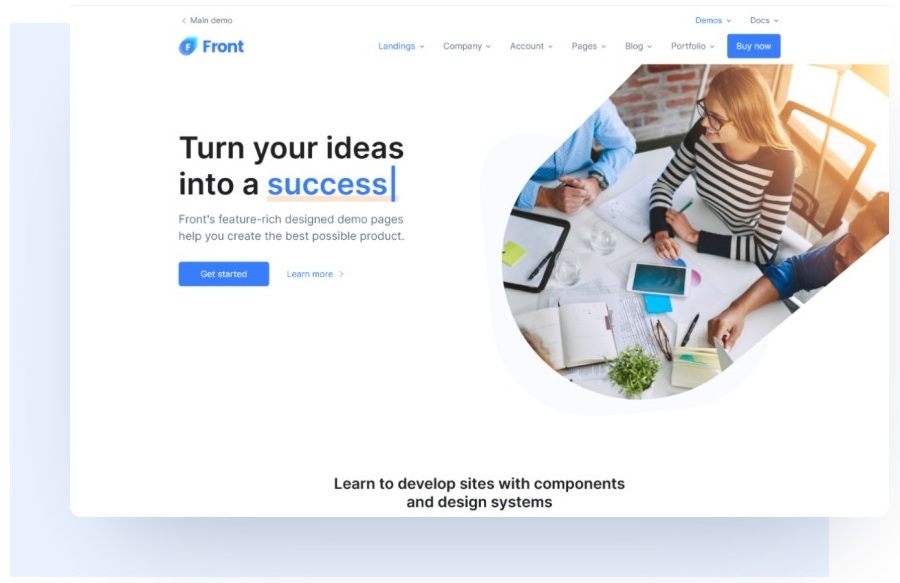 Main demo
Demos
Docs
Front
Landings
Company
Account
Pages
Blog
Portfolio
Buy now
Turn your ideas
into a success
Front's feature-rich designed demo pages
help you create the best possible product.
Get started
Learn more
Learn to develop sites with components
and design systems